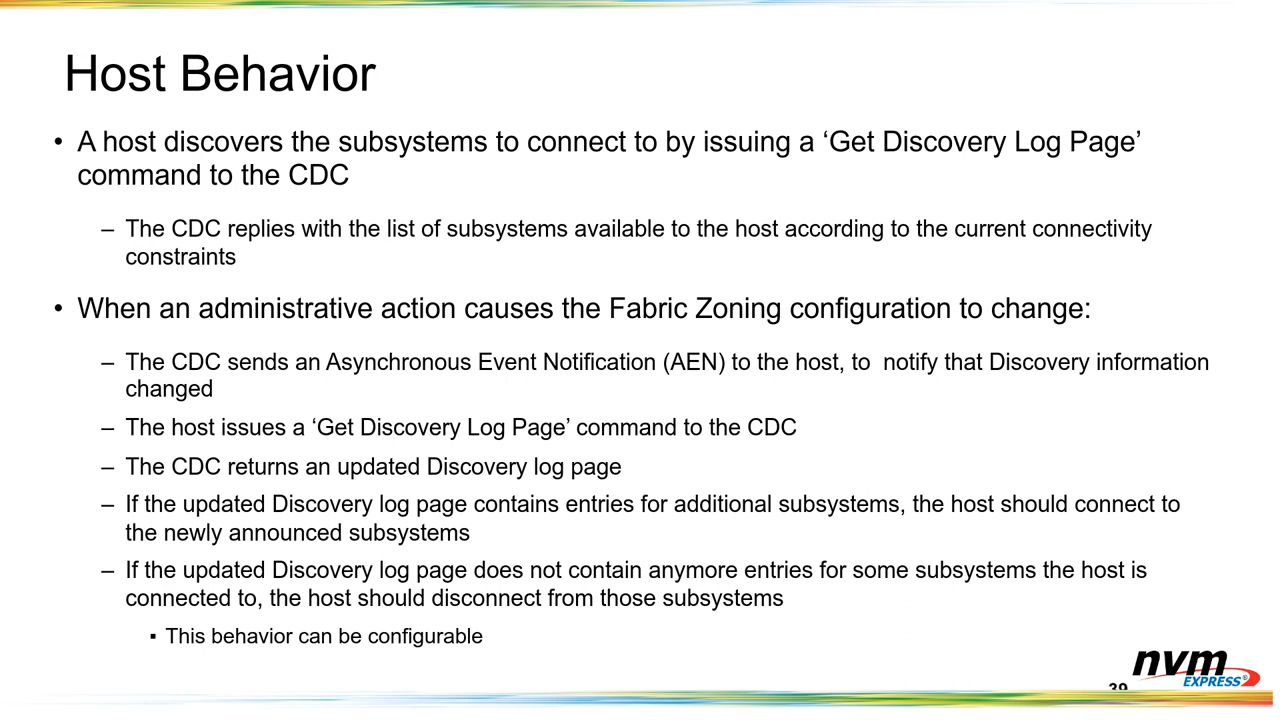 Host Behavior
• A host discovers the subsystems to connect to by issuing a ‘Get Discovery Log Page’
command to the CDC
– The CDC replies with the list of subsystems available to the host according to the current connectivity
constraints
• When an administrative action causes the Fabric Zoning configuration to change:
– The CDC sends an Asynchronous Event Notification (AEN) to the host, to  notify that Discovery information
changed
– The host issues a ‘Get Discovery Log Page’ command to the CDC
– The CDC returns an updated Discovery log page
– If the updated Discovery log page contains entries for additional subsystems, the host should connect to
the newly announced subsystems
– If the updated Discovery log page does not contain anymore entries for some subsystems the host is
connected to, the host should disconnect from those subsystems
▪ This behavior can be configurable
nvm
EXPRESS®
39